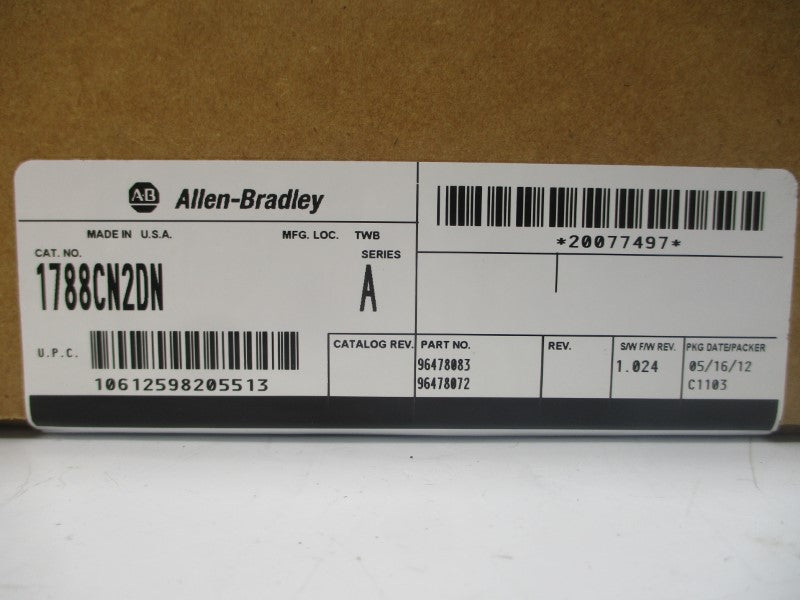 AB Allen-Bradley
MADE IN U.S.A. MFG. LOC. TWB
CAT. NO. SERIES
1788CN2DN A
U.P.C.
10612598205513
*20077497*
CATALOG REV. PART NO. REV. S/W F/W REV. PKG DATE/PACKER
96478083 1.024 05/16/12
96478072 C1103